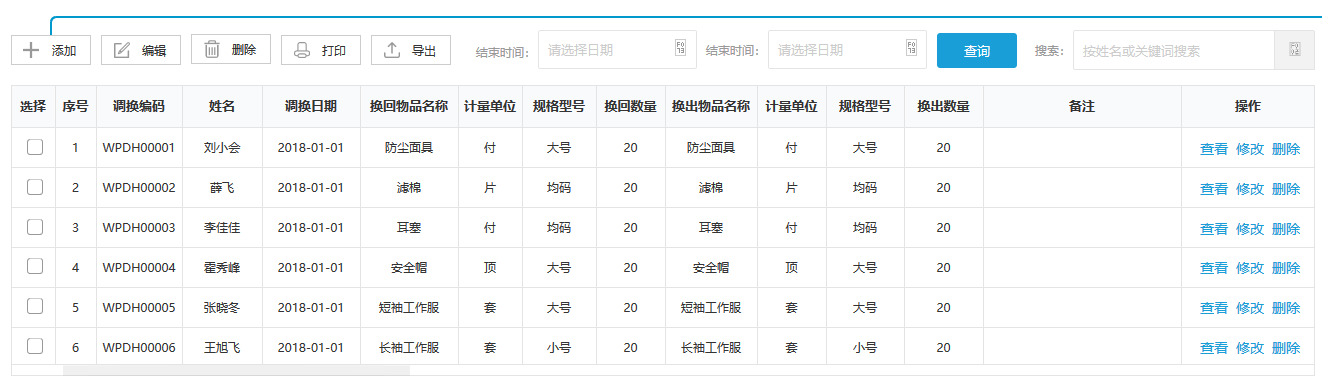 添加 编辑 删除 打印 导出 结束时间: 请选择日期 结束时间: 请选择日期 查询 搜索: 按姓名或关键词搜索
选择 序号 调换编码 姓名 调换日期 换回物品名称 计量单位 规格型号 换回数量 换出物品名称 计量单位 规格型号 换出数量 备注 操作
1 WPDH00001 刘小会 2018-01-01 防尘面具 付 大号 20 防尘面具 付 大号 20 查看 修改 删除
2 WPDH00002 薛飞 2018-01-01 滤棉 片 均码 20 滤棉 片 均码 20 查看 修改 删除
3 WPDH00003 李佳佳 2018-01-01 耳塞 付 均码 20 耳塞 付 均码 20 查看 修改 删除
4 WPDH00004 霍秀峰 2018-01-01 安全帽 顶 大号 20 安全帽 顶 大号 20 查看 修改 删除
5 WPDH00005 张晓冬 2018-01-01 短袖工作服 套 大号 20 短袖工作服 套 大号 20 查看 修改 删除
6 WPDH00006 王旭飞 2018-01-01 长袖工作服 套 小号 20 长袖工作服 套 小号 20 查看 修改 删除